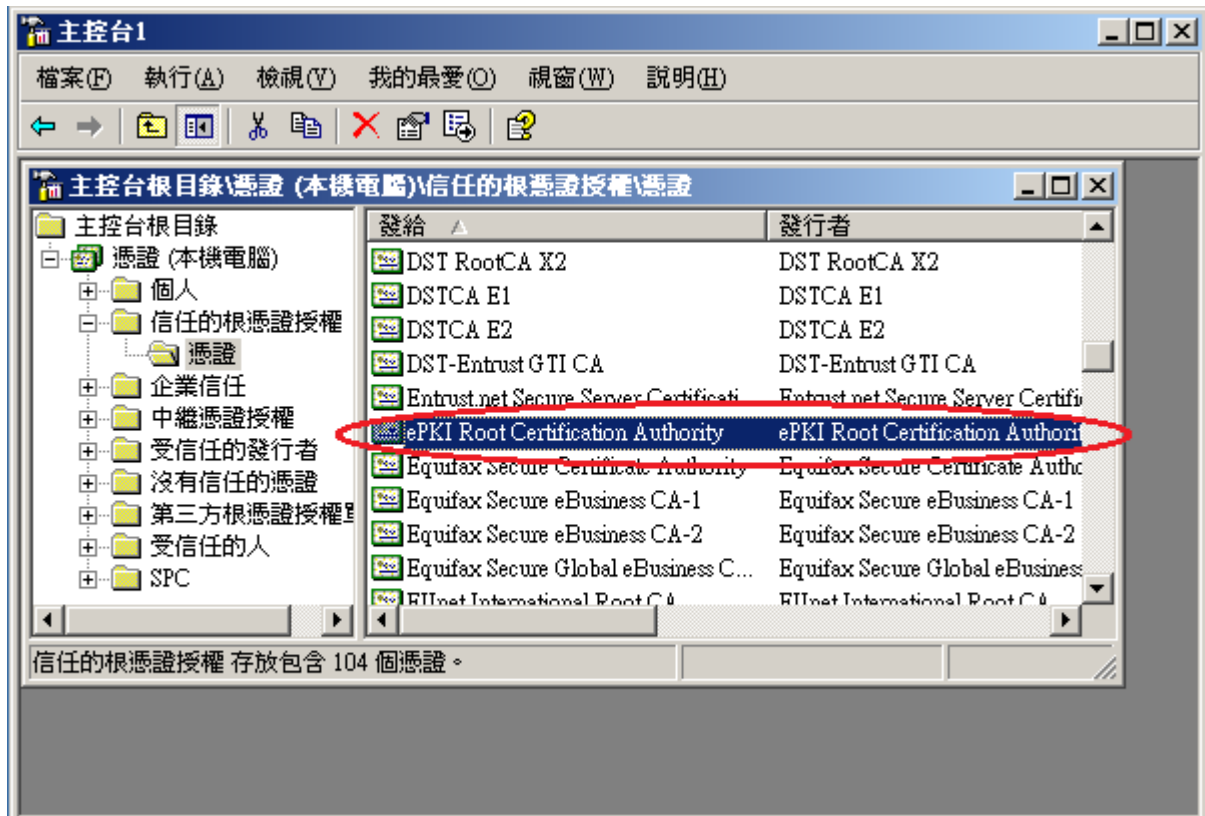 主控台1
檔案(F) 執行(A) 檢視(V) 我的最愛(O) 視窗(W) 說明(H)
主控台根目錄\憑證 (本機電腦)\信任的根憑證授權\憑證
主控台根目錄
憑證 (本機電腦)
個人
信任的根憑證授權
憑證
企業信任
中繼憑證授權
受信任的發行者
沒有信任的憑證
第三方根憑證授權
受信任的人
SPC
發給 發行者
DST RootCA X2 DST RootCA X2
DSTCA E1 DSTCA E1
DSTCA E2 DSTCA E2
DST-Entrust GTI CA DST-Entrust GTI CA
Entrust.net Secure Server Certificati... Entrust.net Secure Server Certifi
ePKI Root Certification Authority ePKI Root Certification Authorit
Equifax Secure Certificate Authority Equifax Secure Certificate Autho
Equifax Secure eBusiness CA-1 Equifax Secure eBusiness CA-1
Equifax Secure eBusiness CA-2 Equifax Secure eBusiness CA-2
Equifax Secure Global eBusiness C... Equifax Secure Global eBusiness
EUnet International Root CA EUnet International Root CA
信任的根憑證授權 存放包含 104 個憑證。